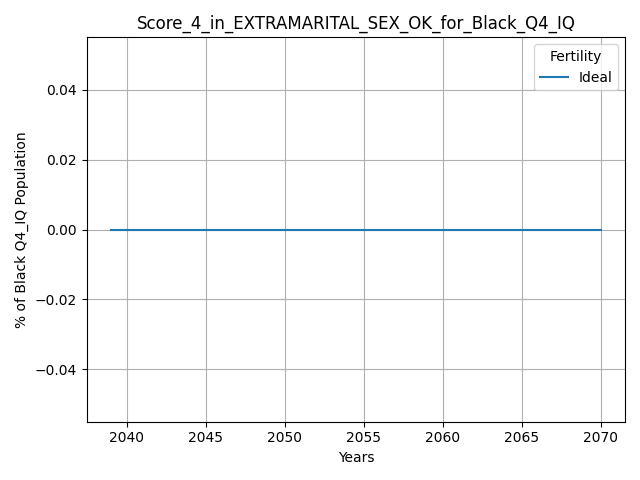 Score_4_in_EXTRAMARITAL_SEX_OK_for_Black_Q4_IQ
Fertility
Ideal
0.04
0.02
0.00
−0.02
−0.04
% of Black Q4_IQ Population
2040 2045 2050 2055 2060 2065 2070
Years